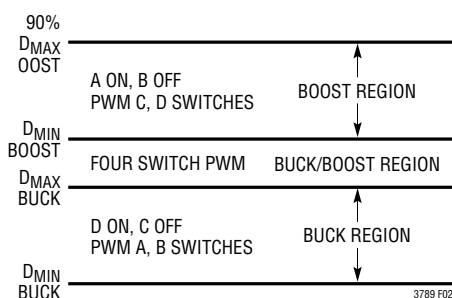 90%
DMAX
OOST
A ON, B OFF
PWM C, D SWITCHES
BOOST REGION
DMIN
BOOST
DMAX
BUCK
FOUR SWITCH PWM
BUCK/BOOST REGION
D ON, C OFF
PWM A, B SWITCHES
BUCK REGION
DMIN
BUCK
3789 F02